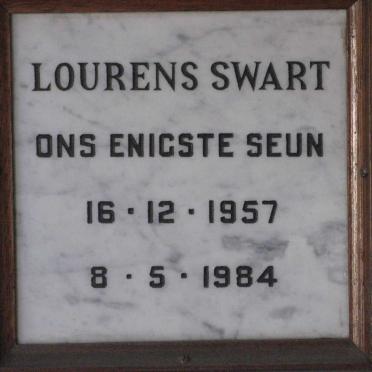 LOURENS SWART
ONS ENIGSTE SEUN
16 · 12 · 1957
8 · 5 · 1984